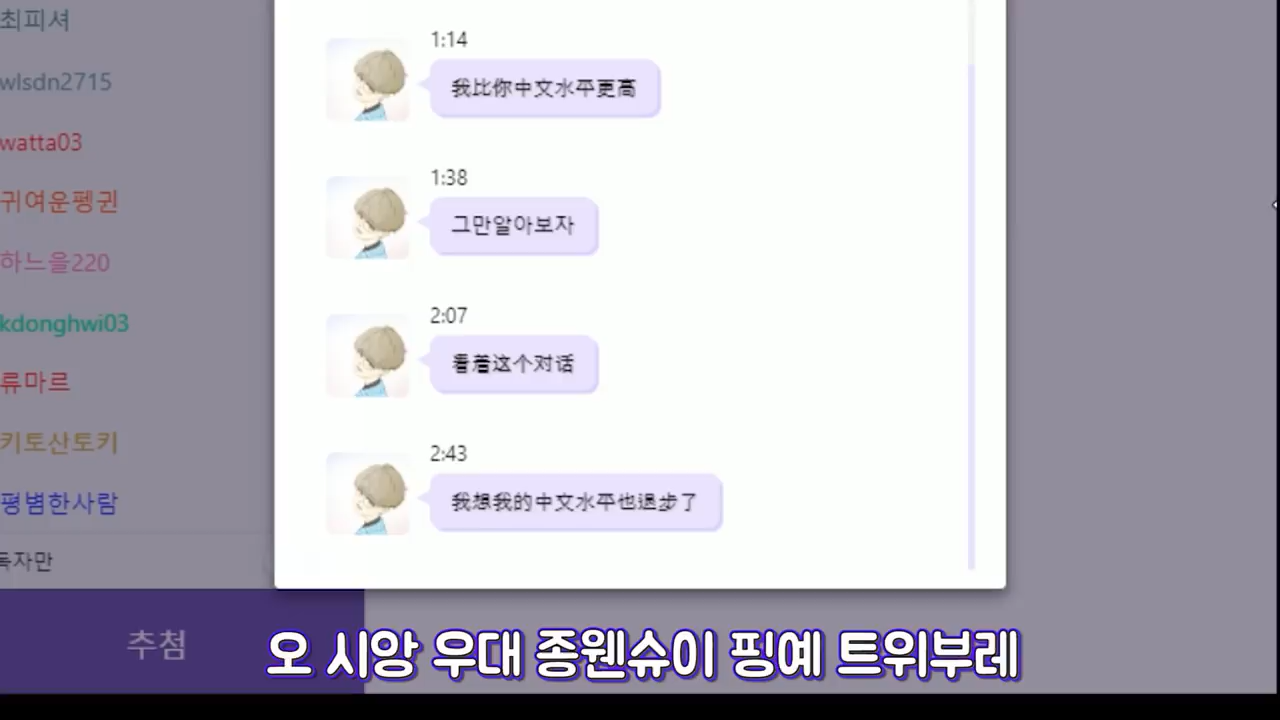 최피셔
wlsdn2715
watta03
귀여운펭귄
하느을220
kdonghwi03
류마르
키토산토키
평범한사람
독자만
추첨
1:14
我比你中文水平更高
1:38
그만알아보자
2:07
看着这个对话
2:43
我想我的中文水平也退步了
오 시앙 우대 종웬슈이 핑예 트위부레